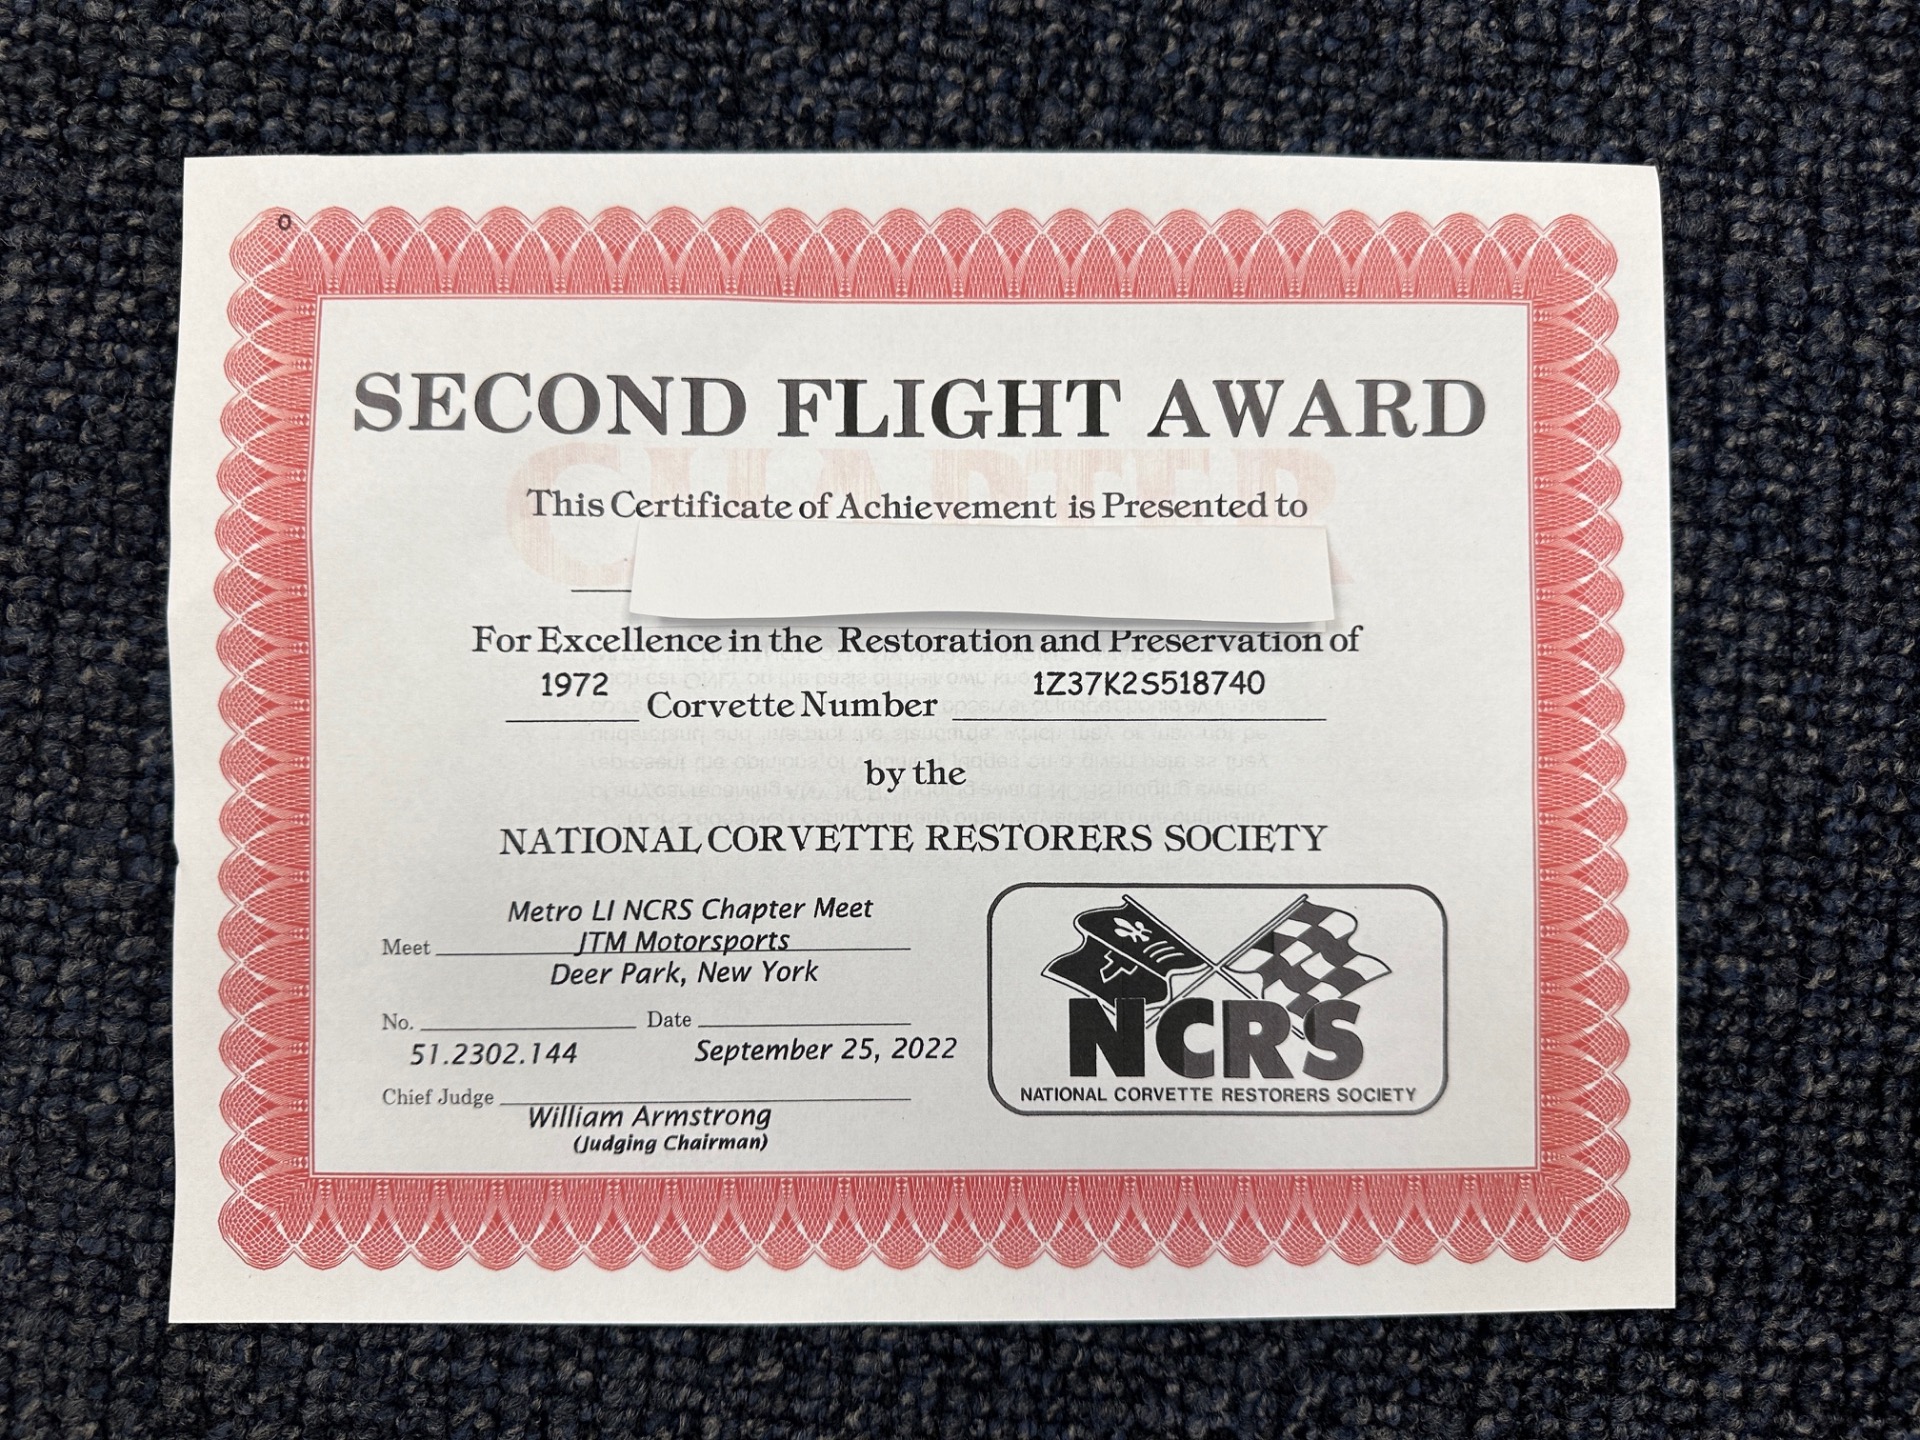 O
SECOND FLIGHT AWARD
CHAPTER
This Certificate of Achievement is Presented to
For Excellence in the Restoration and Preservation of
1972 Corvette Number 1Z37K2S518740
by the
NATIONAL CORVETTE RESTORERS SOCIETY
Metro LI NCRS Chapter Meet
Meet JTM Motorsports
Deer Park, New York
No. Date
51.2302.144 September 25, 2022
Chief Judge
William Armstrong
(Judging Chairman)
NCRS
NATIONAL CORVETTE RESTORERS SOCIETY